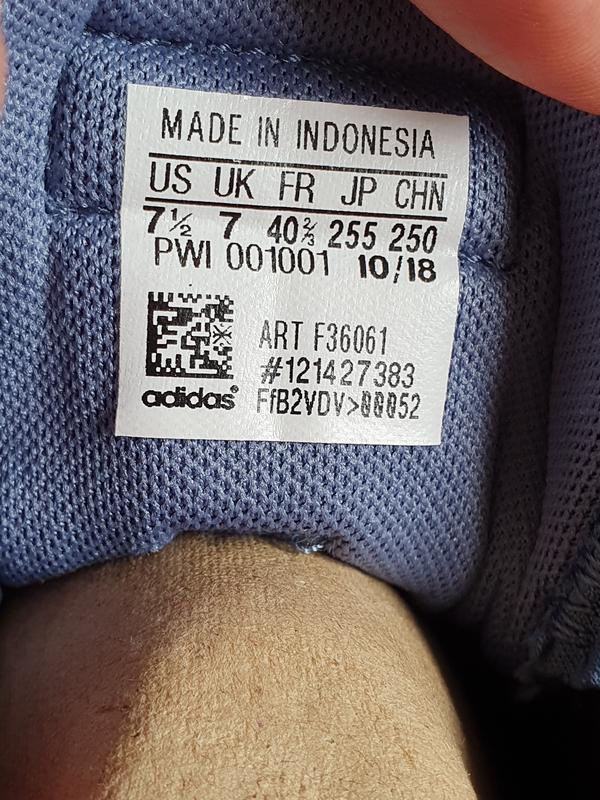 MADE IN INDONESIA
US UK FR JP CHN
7½ 7 40⅔ 255 250
PWI 001001 10/18
ART F36061
#121427383
adidas® FfB2VDV>00052